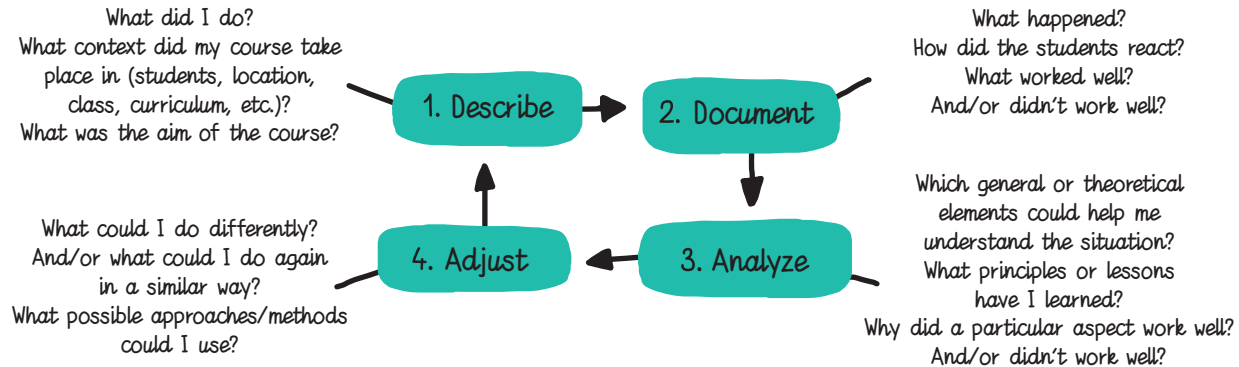 What did I do?
What context did my course take
place in (students, location,
class, curriculum, etc.)?
What was the aim of the course?
1. Describe
2. Document
What happened?
How did the students react?
What worked well?
And/or didn't work well?
Which general or theoretical
elements could help me
understand the situation?
What principles or lessons
have I learned?
Why did a particular aspect work well?
And/or didn't work well?
3. Analyze
4. Adjust
What could I do differently?
And/or what could I do again
in a similar way?
What possible approaches/methods
could I use?